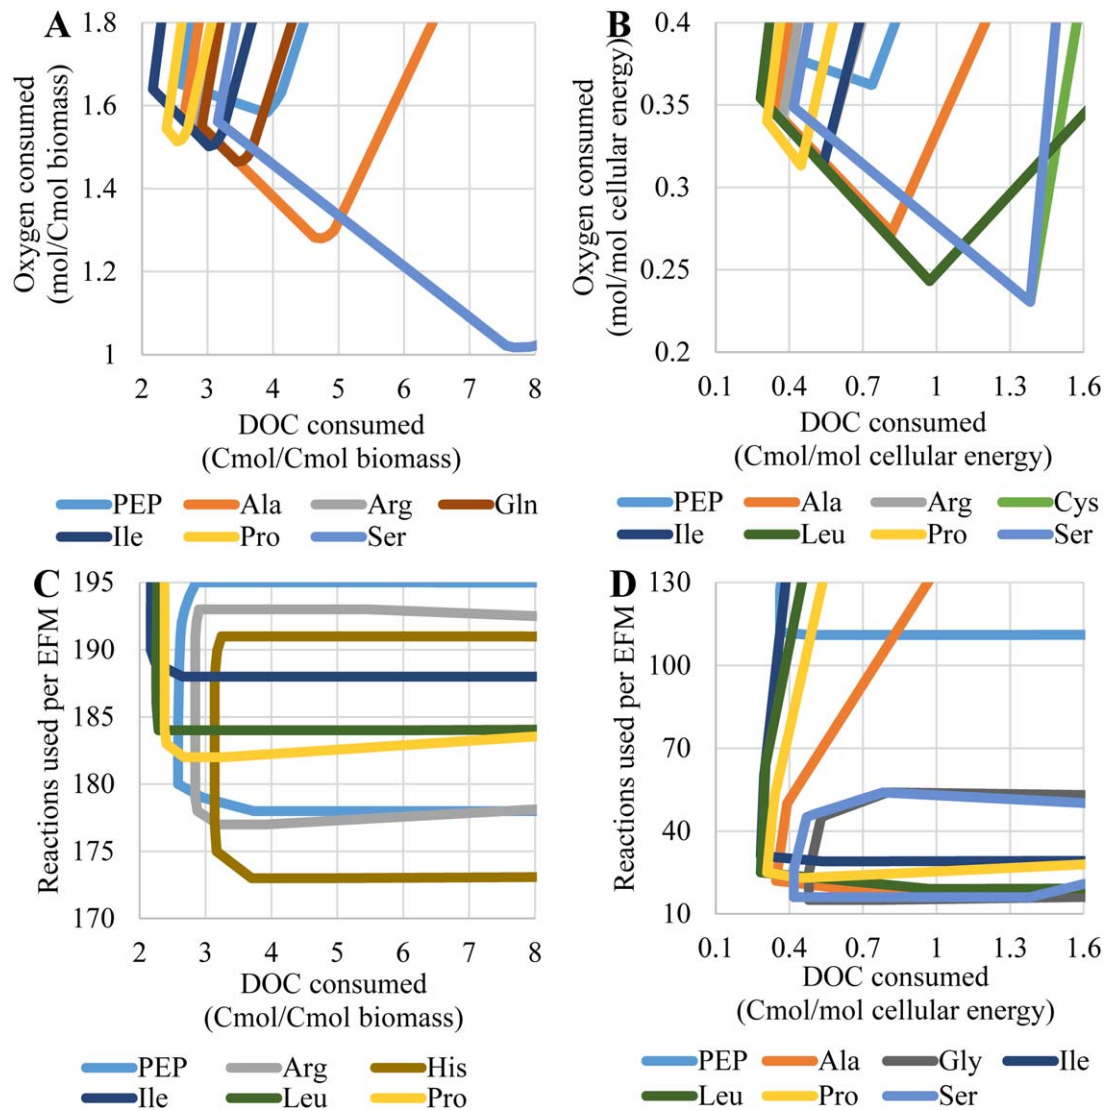 A
Oxygen consumed
(mol/Cmol biomass)
1.8
1.6
1.4
1.2
1
2 3 4 5 6 7 8
DOC consumed
(Cmol/Cmol biomass)
PEP Ala Arg Gln
Ile Pro Ser
B
Oxygen consumed
(mol/mol cellular energy)
0.4
0.35
0.3
0.25
0.2
0.1 0.4 0.7 1 1.3 1.6
DOC consumed
(Cmol/mol cellular energy)
PEP Ala Arg Cys
Ile Leu Pro Ser
C
Reactions used per EFM
195
190
185
180
175
170
2 3 4 5 6 7 8
DOC consumed
(Cmol/Cmol biomass)
PEP Arg His
Ile Leu Pro
D
Reactions used per EFM
130
100
70
40
10
0.1 0.4 0.7 1 1.3 1.6
DOC consumed
(Cmol/mol cellular energy)
PEP Ala Gly Ile
Leu Pro Ser